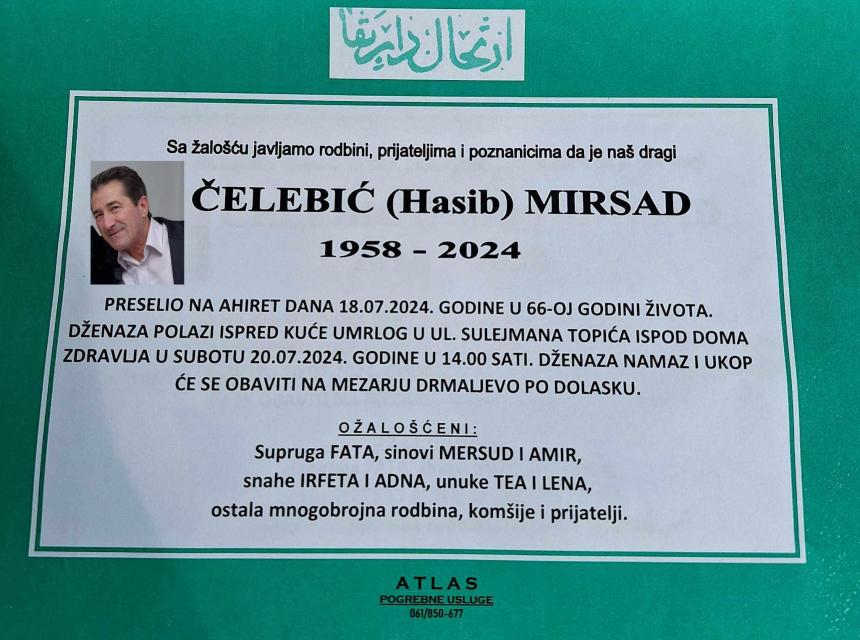 ارتحال دار بقا
Sa žalošću javljamo rodbini, prijateljima i poznanicima da je naš dragi
ČELEBIĆ (Hasib) MIRSAD
1958 - 2024
PRESELIO NA AHIRET DANA 18.07.2024. GODINE U 66-OJ GODINI ŽIVOTA.
DŽENAZA POLAZI ISPRED KUĆE UMRLOG U UL. SULEJMANA TOPIĆA ISPOD DOMA
ZDRAVLJA U SUBOTU 20.07.2024. GODINE U 14.00 SATI. DŽENAZA NAMAZ I UKOP
ĆE SE OBAVITI NA MEZARJU DRMALJEVO PO DOLASKU.
OŽALOŠĆENI:
Supruga FATA, sinovi MERSUD I AMIR,
snahe IRFETA I ADNA, unuke TEA I LENA,
ostala mnogobrojna rodbina, komšije i prijatelji.
ATLAS
POGREBNE USLUGE
061/850-677